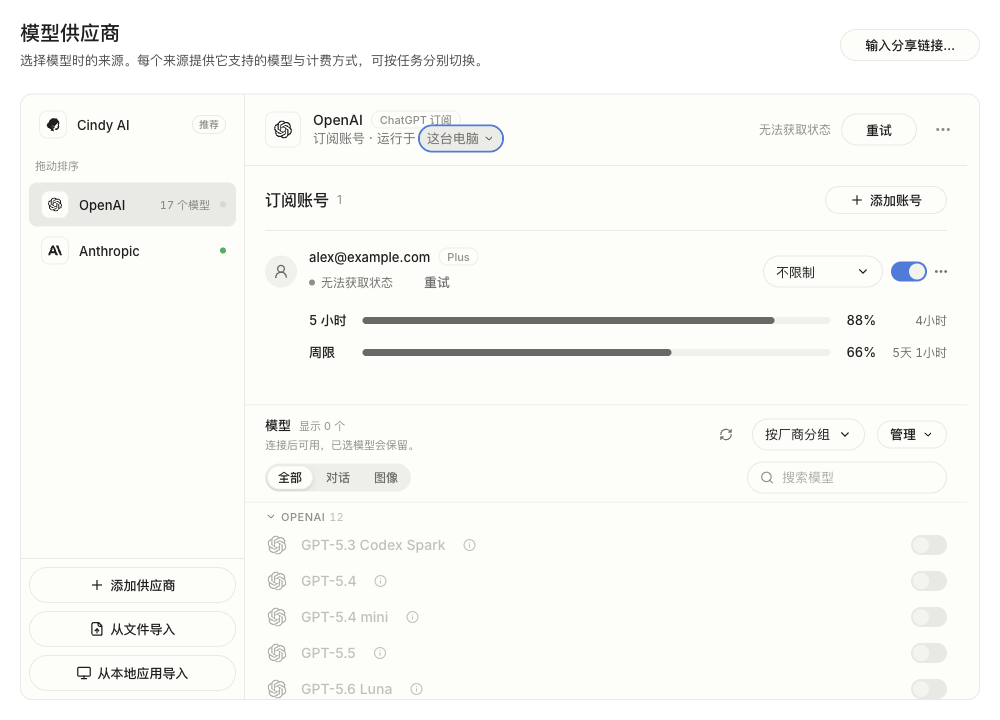 模型供应商
选择模型时的来源。每个来源提供它支持的模型与计费方式，可按任务分别切换。
输入分享链接...
Cindy AI 推荐
拖动排序
OpenAI 17 个模型
Anthropic
添加供应商
从文件导入
从本地应用导入
OpenAI ChatGPT 订阅
订阅账号 · 运行于 这台电脑
无法获取状态 重试
订阅账号 1
添加账号
alex@example.com Plus
无法获取状态 重试
不限制
5 小时 88% 4小时
周限 66% 5天 1小时
模型 显示 0 个
连接后可用，已选模型会保留。
按厂商分组 管理
全部 对话 图像
搜索模型
OPENAI 12
GPT-5.3 Codex Spark
GPT-5.4
GPT-5.4 mini
GPT-5.5
GPT-5.6 Luna